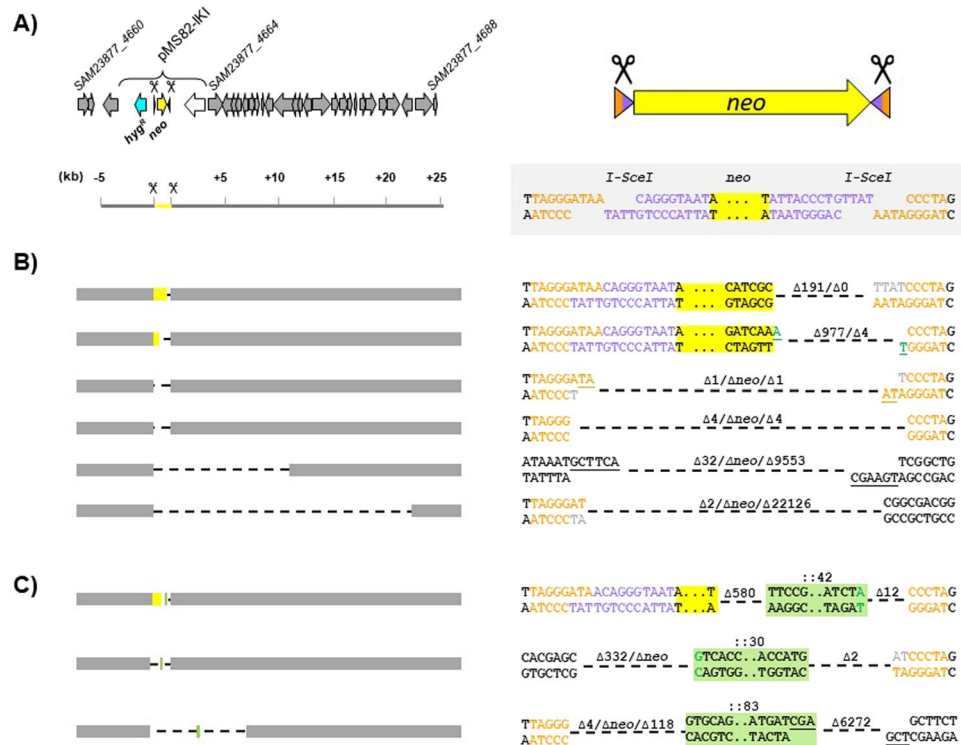 A)
SAM23877_4660
pMS82-IKI
SAM23877_4664
SAM23877_4688
hygR
neo
neo
(kb) -5 +5 +10 +15 +20 +25
I-SceI neo I-SceI
TTAGGGATAA CAGGGTAATA ... TATTACCCTGTTAT CCCTAG
AATCCC TATTGTCCCATTAT ... ATAATGGGAC AATAGGGATC
B)
TTAGGGATAACAGGGTAATA ... CATCGC Δ191/Δ0 TTATCCCTAG
AATCCCTATTGTCCCATTAT ... GTAGCG AATAGGGATC
TTAGGGATAACAGGGTAATA ... GATCAAA Δ977/Δ4 CCCTAG
AATCCCTATTGTCCCATTAT ... CTAGTT TGGGATC
TTAGGGATA Δ1/Δneo/Δ1 TCCCTAG
AATCCCT ATAGGGATC
TTAGGG Δ4/Δneo/Δ4 CCCTAG
AATCCC GGGATC
ATAAATGCTTCA Δ32/Δneo/Δ9553 TCGGCTG
TATTTA CGAAGTAGCCGAC
TTAGGGAT Δ2/Δneo/Δ22126 CGGCGACGG
AATCCCTA GCCGCTGCC
C)
::42
TTAGGGATAACAGGGTAATA...T Δ580 TTCCG..ATCTA Δ12 CCCTAG
AATCCCTATTGTCCCATTAT...A AAGGC..TAGAT GGGATC
::30
CACGAGC Δ332/Δneo GTCACC..ACCATG Δ2 ATCCCTAG
GTGCTCG CAGTGG..TGGTAC TAGGGATC
::83
TTAGGG Δ4/Δneo/Δ118 GTGCAG..ATGATCGA Δ6272 GCTTCT
AATCCC CACGTC..TACTA GCTCGAAGA